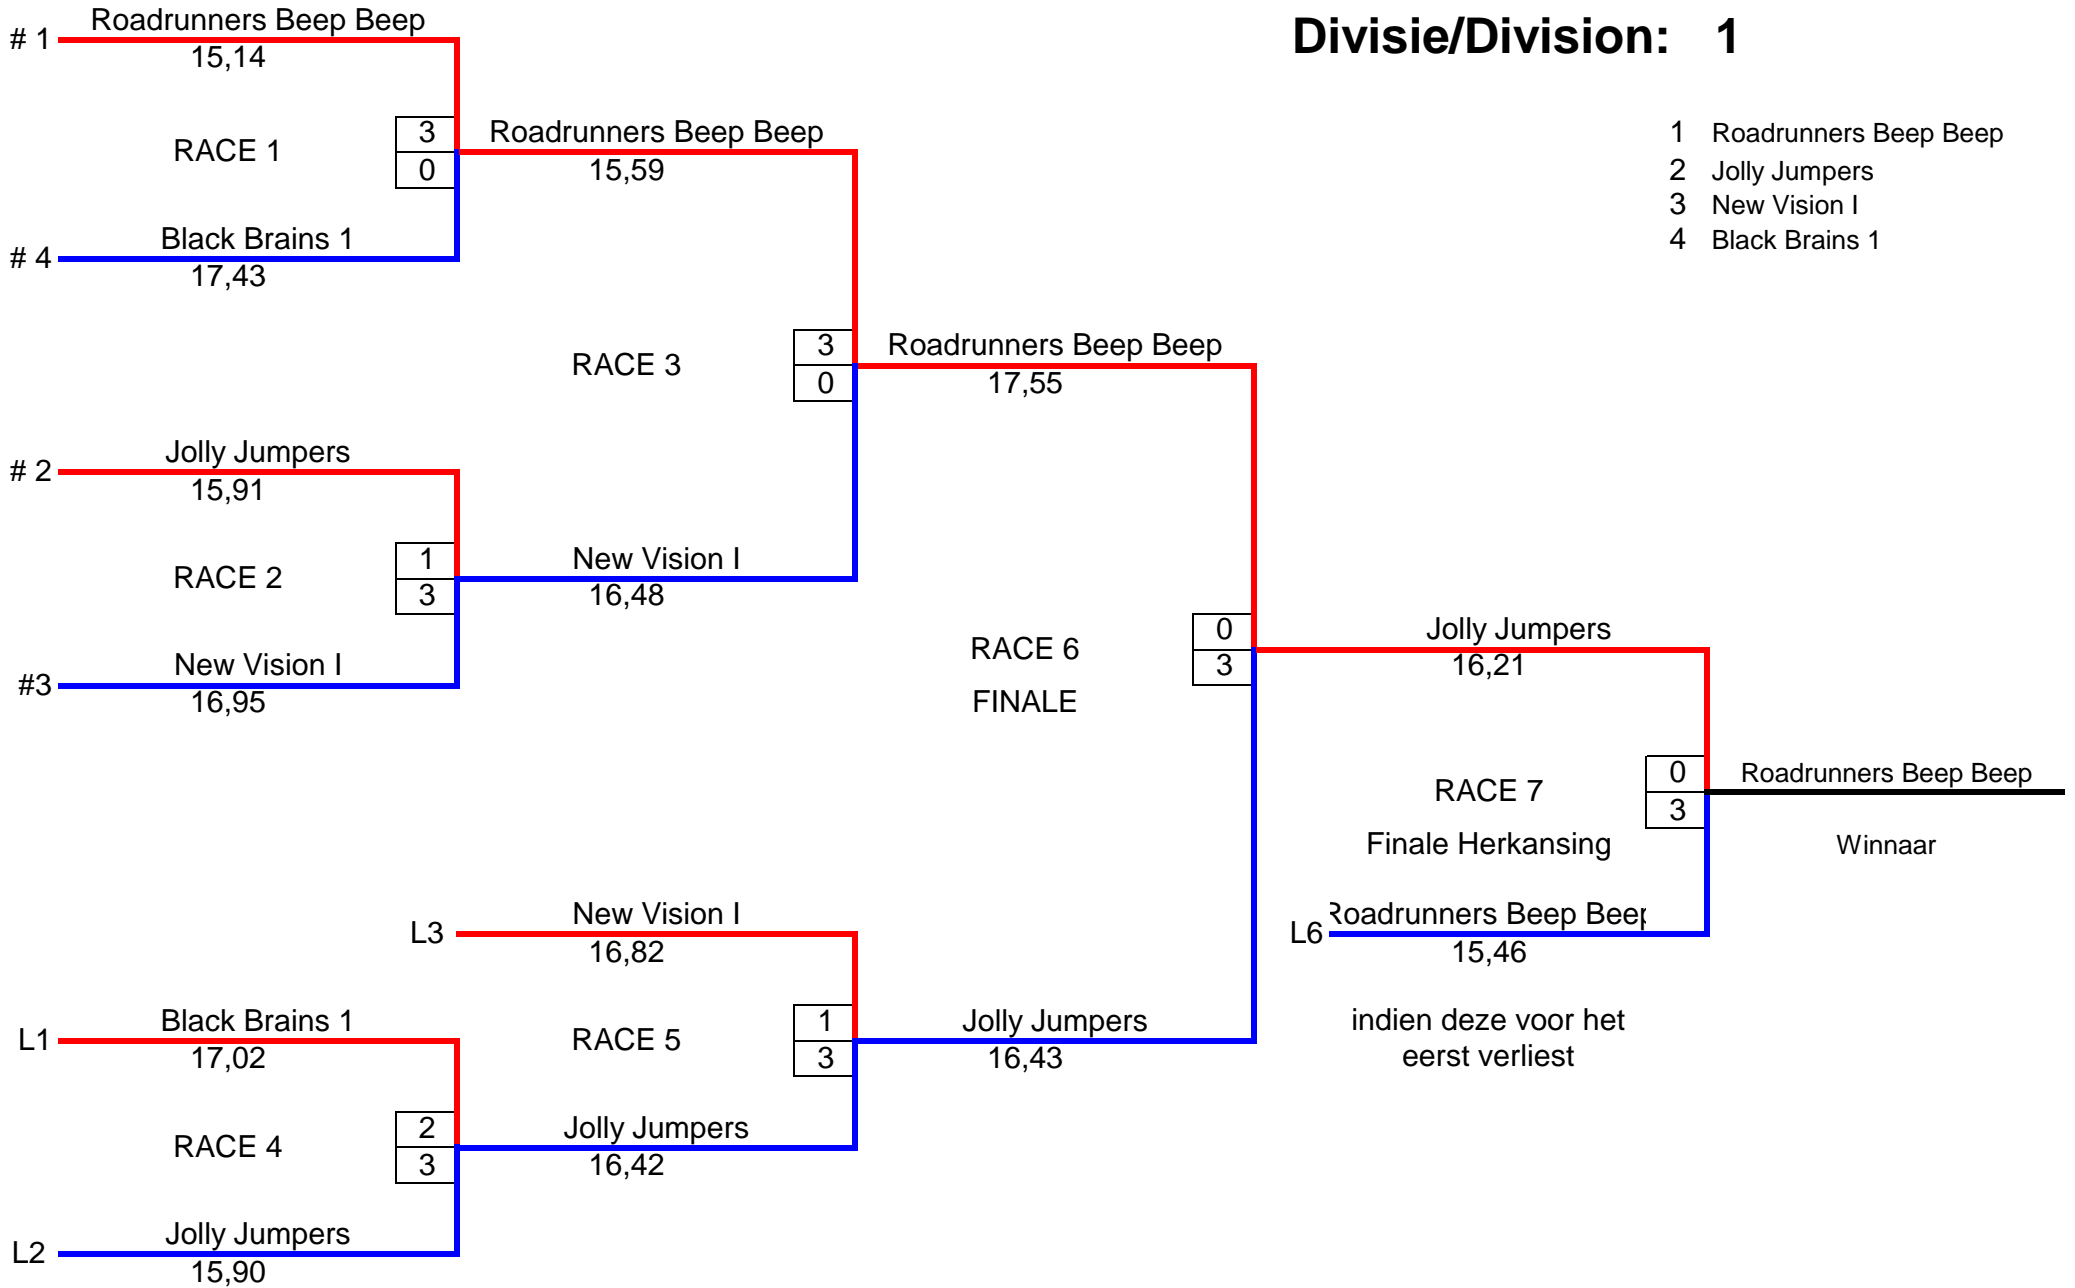 Divisie/Division: 1
1 Roadrunners Beep Beep
2 Jolly Jumpers
3 New Vision I
4 Black Brains 1
# 1
Roadrunners Beep Beep
15,14
RACE 1
3
0
# 4
Black Brains 1
17,43
Roadrunners Beep Beep
15,59
# 2
Jolly Jumpers
15,91
RACE 2
1
3
#3
New Vision I
16,95
New Vision I
16,48
RACE 3
3
0
Roadrunners Beep Beep
17,55
RACE 6
FINALE
0
3
Jolly Jumpers
16,21
RACE 7
Finale Herkansing
0
3
Roadrunners Beep Beep
Winnaar
L6
Roadrunners Beep Beep
15,46
indien deze voor het
eerst verliest
L3
New Vision I
16,82
RACE 5
1
3
Jolly Jumpers
16,43
L1
Black Brains 1
17,02
RACE 4
2
3
Jolly Jumpers
16,42
L2
Jolly Jumpers
15,90